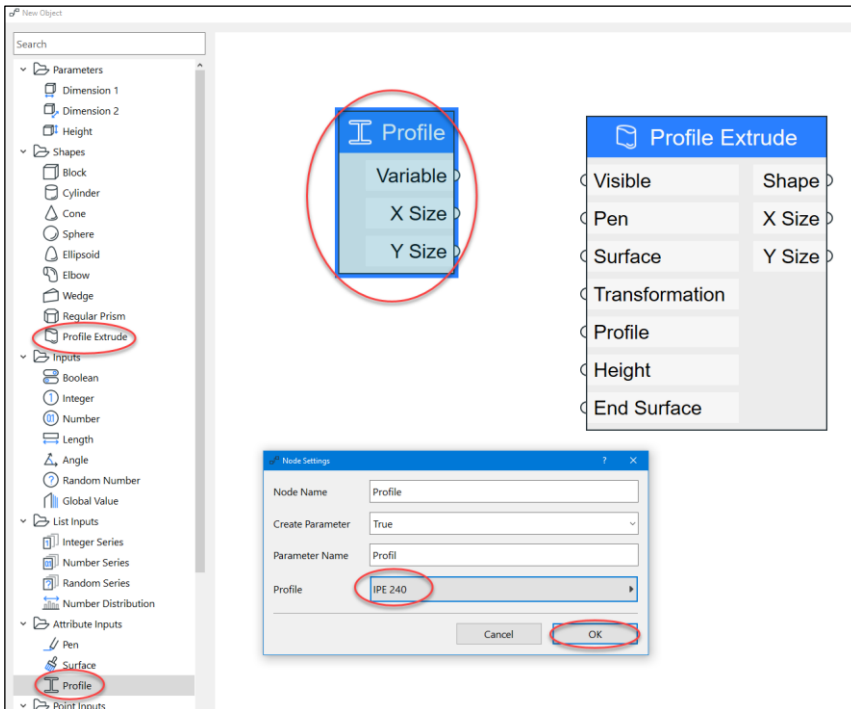 New Object
Search
Parameters
Dimension 1
Dimension 2
Height
Shapes
Block
Cylinder
Cone
Sphere
Ellipsoid
Elbow
Wedge
Regular Prism
Profile Extrude
Inputs
Boolean
Integer
Number
Length
Angle
Random Number
Global Value
List Inputs
Integer Series
Number Series
Random Series
Number Distribution
Attribute Inputs
Pen
Surface
Profile
Point Inputs
Profile
Variable
X Size
Y Size
Profile Extrude
Visible Shape
Pen X Size
Surface Y Size
Transformation
Profile
Height
End Surface
Node Settings ? ×
Node Name Profile
Create Parameter True
Parameter Name Profil
Profile IPE 240
Cancel OK